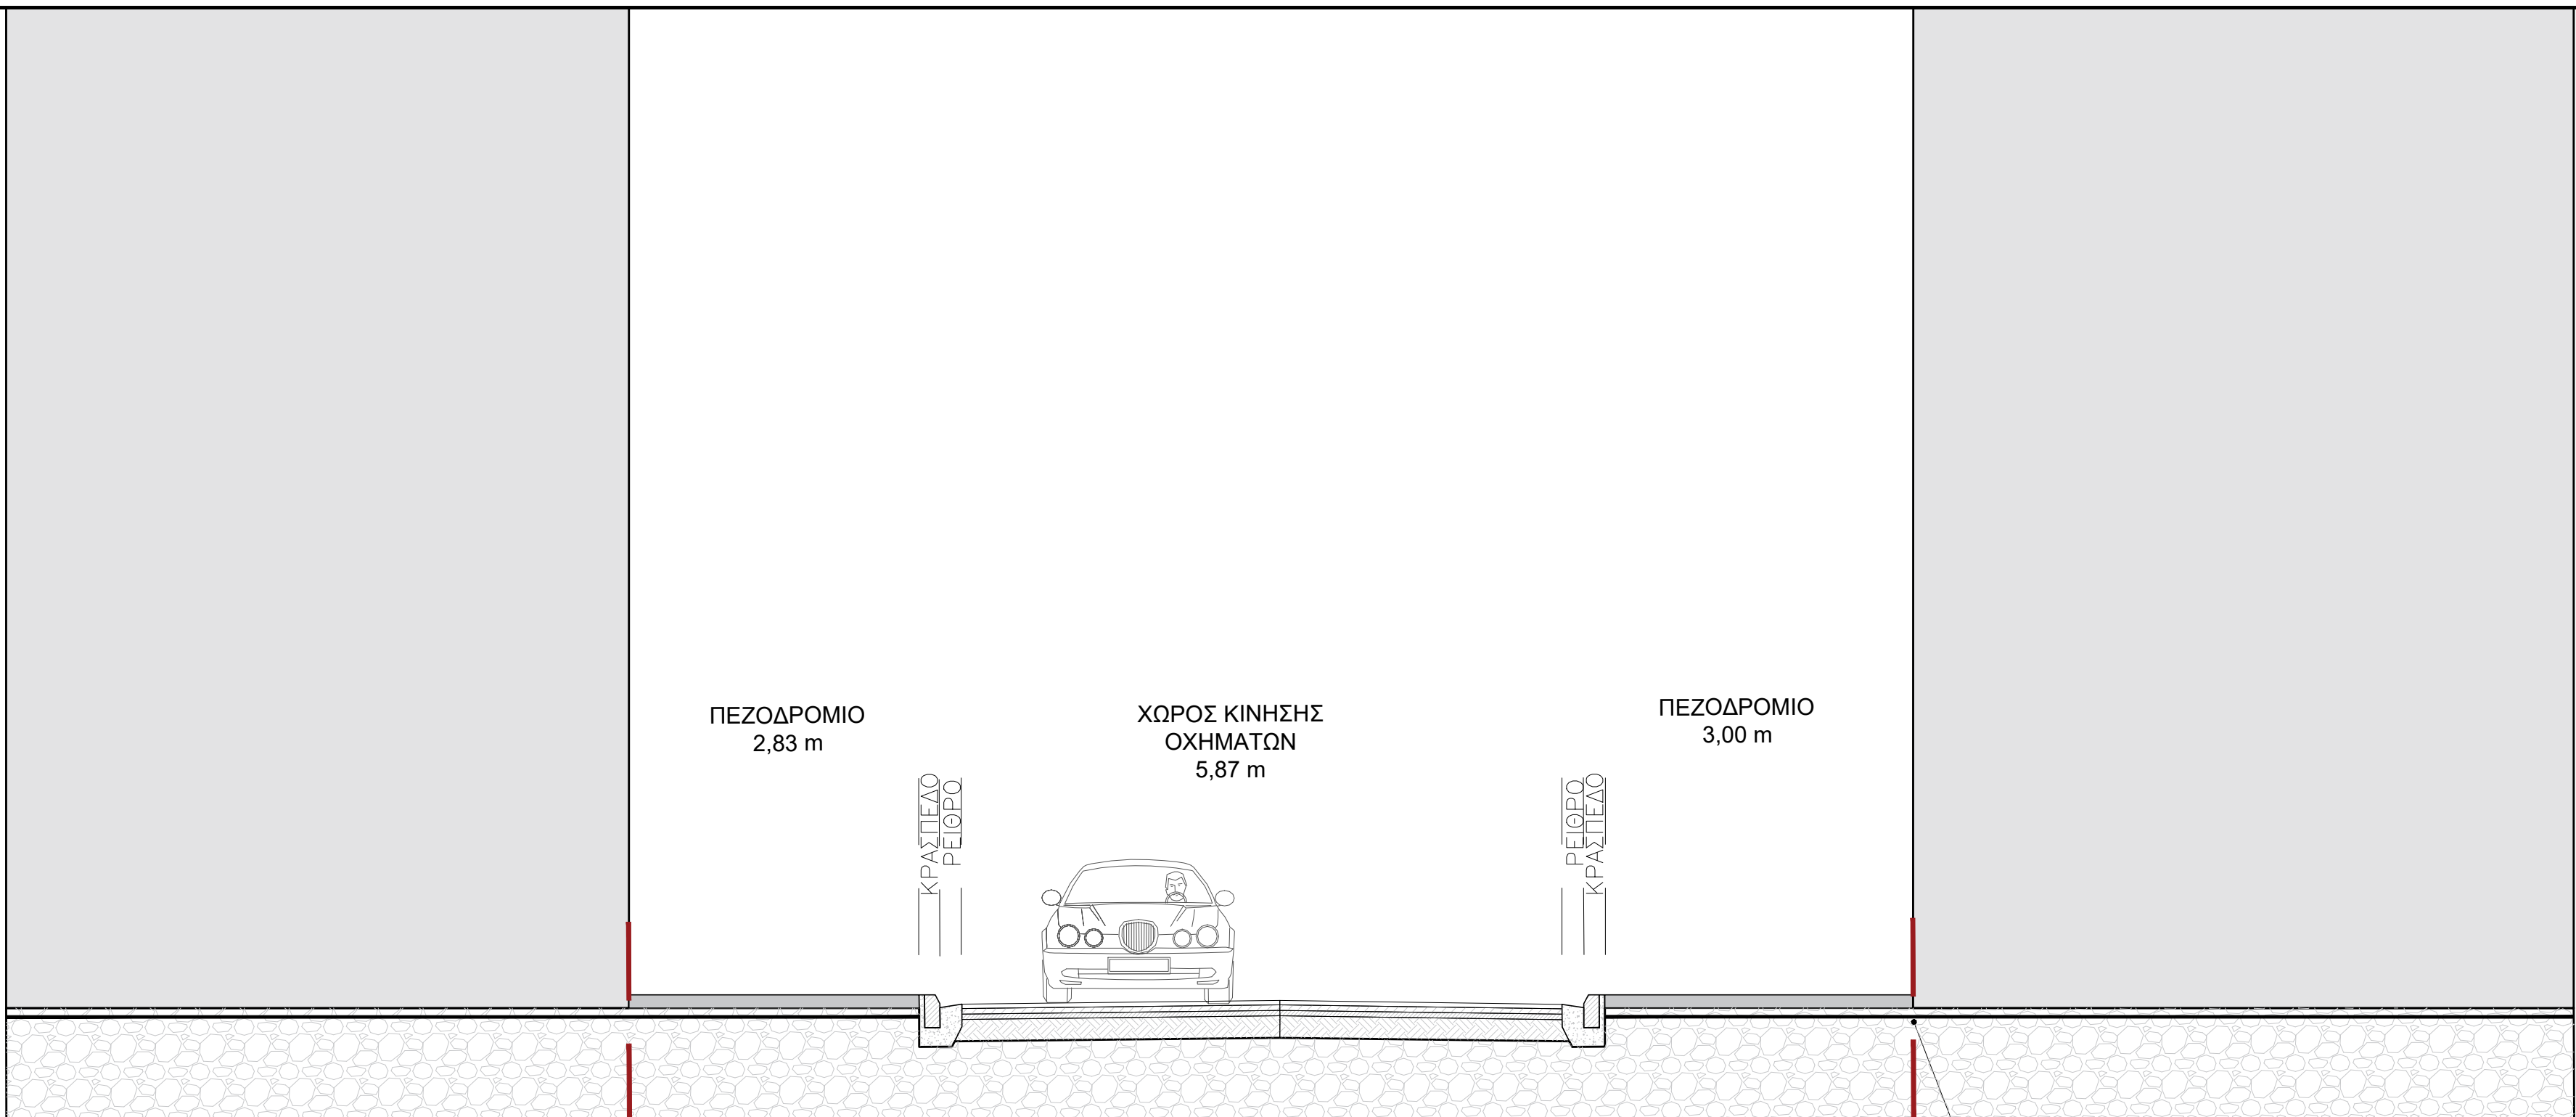 ΠΕΖΟΔΡΟΜΙΟ
2,83 m
ΚΡΑΣΠΕΔΟ
ΡΕΙΘΡΟ
ΧΩΡΟΣ ΚΙΝΗΣΗΣ
ΟΧΗΜΑΤΩΝ
5,87 m
ΡΕΙΘΡΟ
ΚΡΑΣΠΕΔΟ
ΠΕΖΟΔΡΟΜΙΟ
3,00 m